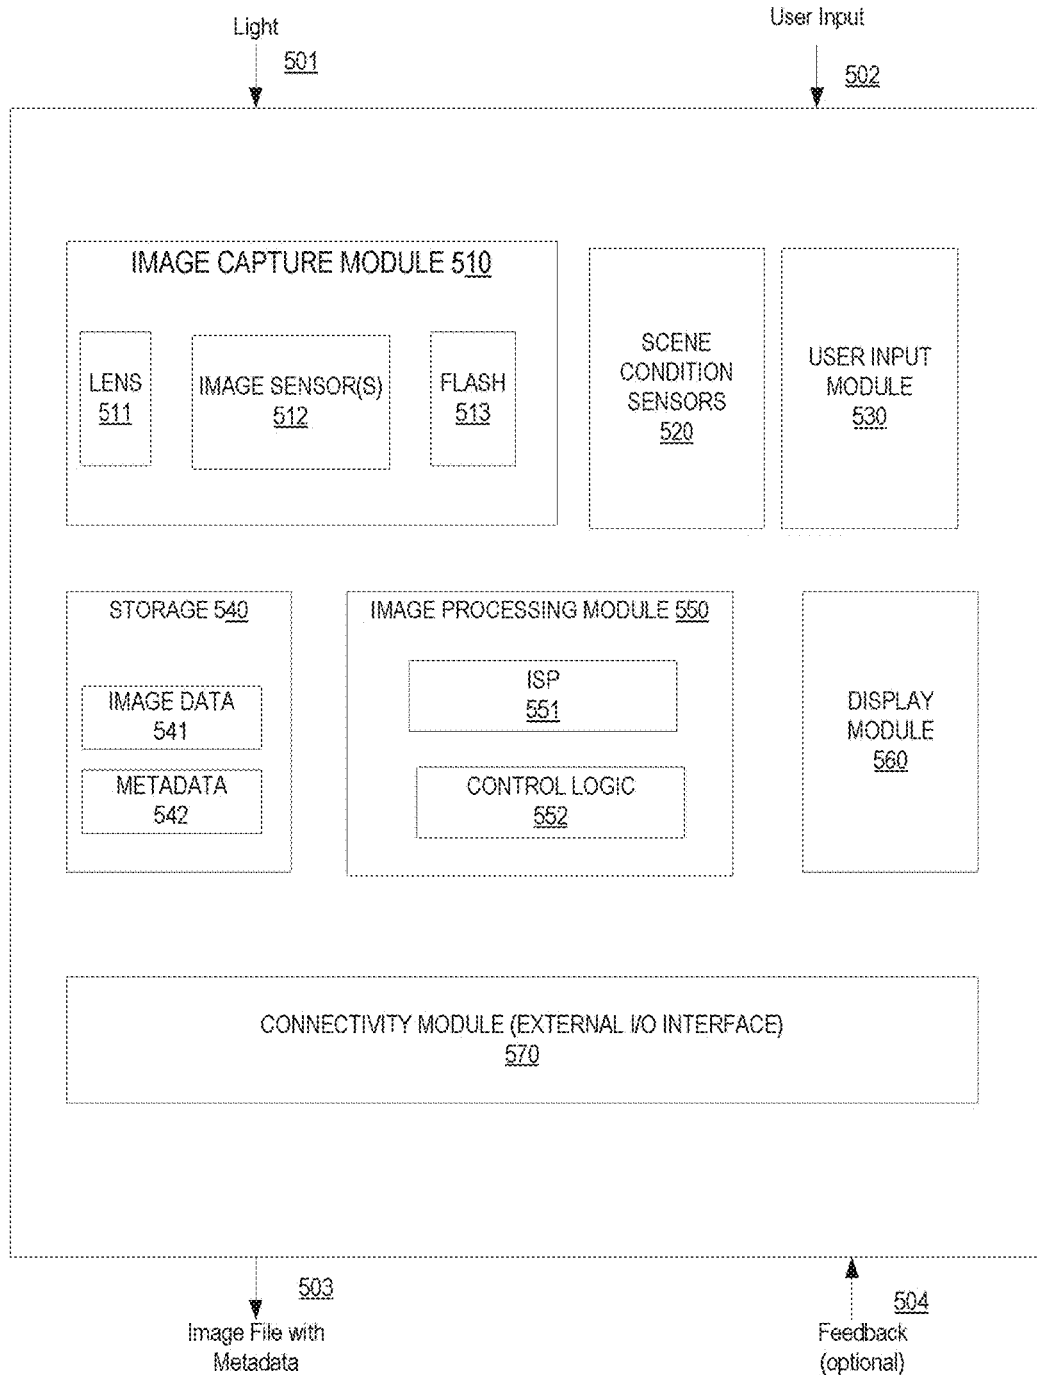 Light
501
User Input
502
IMAGE CAPTURE MODULE 510
LENS
511
IMAGE SENSOR(S)
512
FLASH
513
SCENE
CONDITION
SENSORS
520
USER INPUT
MODULE
530
STORAGE 540
IMAGE DATA
541
METADATA
542
IMAGE PROCESSING MODULE 550
ISP
551
CONTROL LOGIC
552
DISPLAY
MODULE
560
CONNECTIVITY MODULE (EXTERNAL I/O INTERFACE)
570
503
Image File with
Metadata
504
Feedback
(optional)